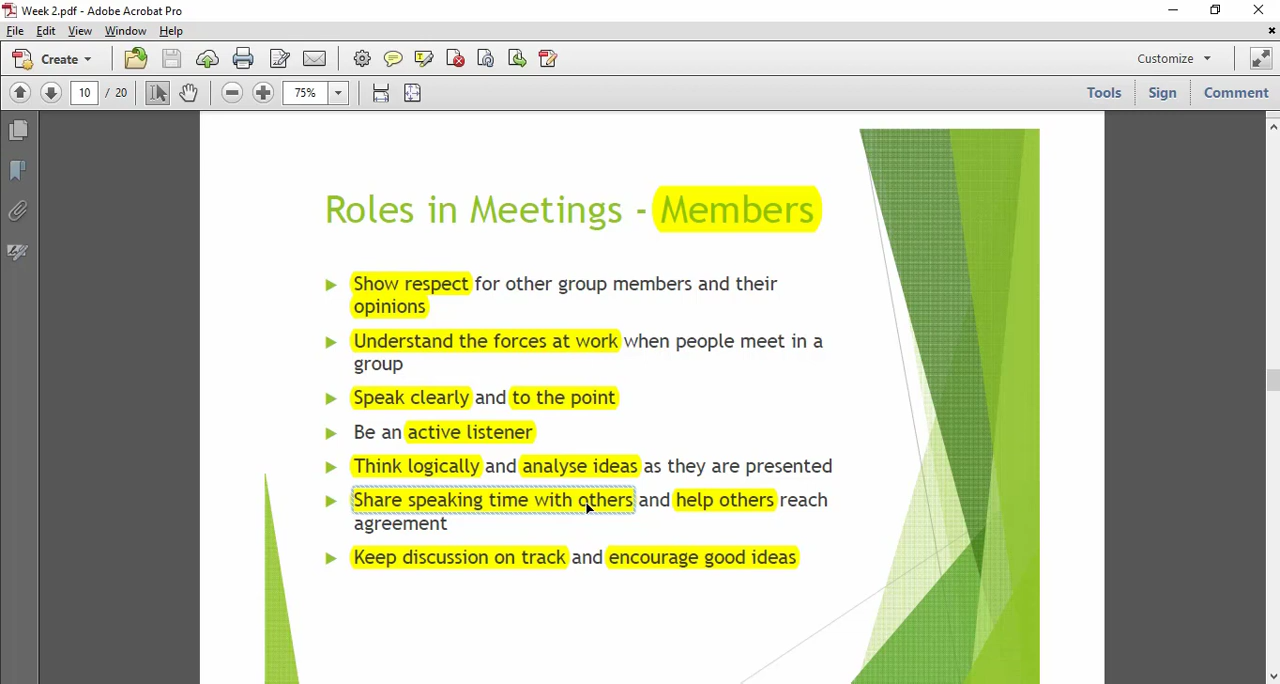 Week 2.pdf - Adobe Acrobat Pro
File Edit View Window Help
Create Customize
10 / 20 75% Tools Sign Comment
Roles in Meetings - Members
Show respect for other group members and their
opinions
Understand the forces at work when people meet in a
group
Speak clearly and to the point
Be an active listener
Think logically and analyse ideas as they are presented
Share speaking time with others and help others reach
agreement
Keep discussion on track and encourage good ideas